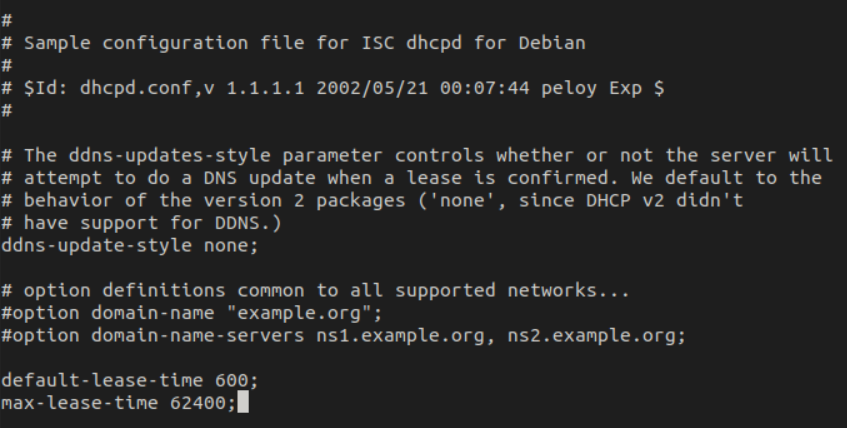 #
# Sample configuration file for ISC dhcpd for Debian
#
# $Id: dhcpd.conf,v 1.1.1.1 2002/05/21 00:07:44 peloy Exp $
#
# The ddns-updates-style parameter controls whether or not the server will
# attempt to do a DNS update when a lease is confirmed. We default to the
# behavior of the version 2 packages ('none', since DHCP v2 didn't
# have support for DDNS.)
ddns-update-style none;
# option definitions common to all supported networks...
#option domain-name "example.org";
#option domain-name-servers ns1.example.org, ns2.example.org;
default-lease-time 600;
max-lease-time 62400;